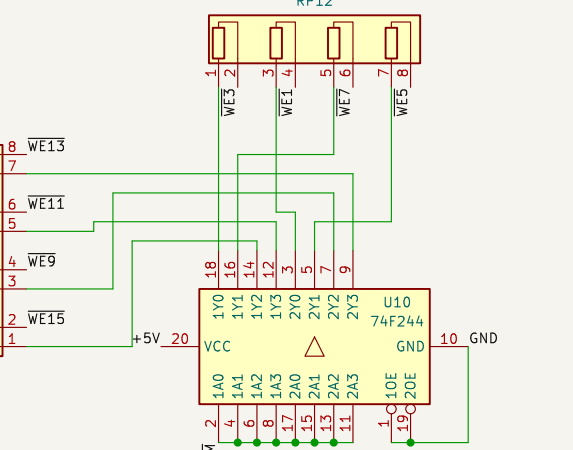 RP12
1 2 3 4 5 6 7 8
WE3 WE1 WE7 WE5
8 WE13
7
6 WE11
5
4 WE9
3
2 WE15
1
18 16 14 12 3 5 7 9
1Y0 1Y1 1Y2 1Y3 2Y0 2Y1 2Y2 2Y3
U10
74F244
+5V 20 VCC
GND 10 GND
1A0 1A1 1A2 1A3 2A0 2A1 2A2 2A3 1OE 2OE
2 4 6 8 17 15 13 11 1 19